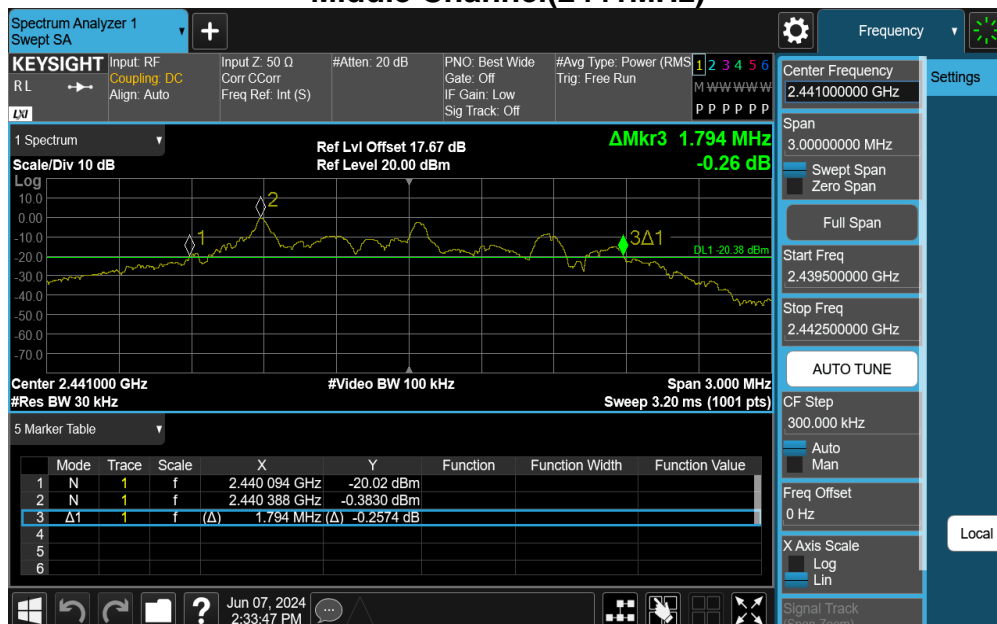 Middle Channel(2441MHz)
Spectrum Analyzer 1
Swept SA
Frequency
KEYSIGHT
R L
LXI
Input: RF
Coupling: DC
Align: Auto
Input Z: 50 Ω
Corr CCorr
Freq Ref: Int (S)
#Atten: 20 dB
PNO: Best Wide
Gate: Off
IF Gain: Low
Sig Track: Off
#Avg Type: Power (RMS
Trig: Free Run
1 2 3 4 5 6
M W W W W W
P P P P P P
Center Frequency
2.441000000 GHz
Settings
Span
3.00000000 MHz
Swept Span
Zero Span
Full Span
Start Freq
2.439500000 GHz
Stop Freq
2.442500000 GHz
AUTO TUNE
CF Step
300.000 kHz
Auto
Man
Freq Offset
0 Hz
X Axis Scale
Log
Lin
Signal Track
(Span Zoom)
Local
1 Spectrum
Scale/Div 10 dB
Ref Lvl Offset 17.67 dB
Ref Level 20.00 dBm
ΔMkr3 1.794 MHz
-0.26 dB
Log
10.0
0.00
-10.0
-20.0
-30.0
-40.0
-50.0
-60.0
-70.0
1
2
3Δ1
DL1 -20.38 dBm
Center 2.441000 GHz
#Video BW 100 kHz
Span 3.000 MHz
#Res BW 30 kHz
Sweep 3.20 ms (1001 pts)
5 Marker Table
Mode Trace Scale X Y Function Function Width Function Value
1 N 1 f 2.440 094 GHz -20.02 dBm
2 N 1 f 2.440 388 GHz -0.3830 dBm
3 Δ1 1 f (Δ) 1.794 MHz (Δ) -0.2574 dB
4
5
6
Jun 07, 2024
2:33:47 PM